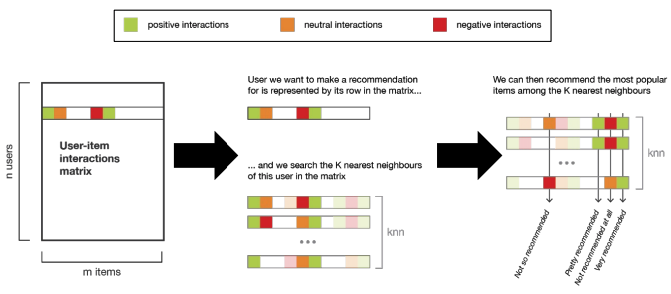 positive interactions
neutral interactions
negative interactions
User we want to make a recommendation
for is represented by its row in the matrix...
We can then recommend the most popular
items among the K nearest neighbours
n users
User-item
interactions
matrix
m items
... and we search the K nearest neighbours
of this user in the matrix
knn
knn
Not so recommended
Pretty recommended
Not recommended at all
Very recommended